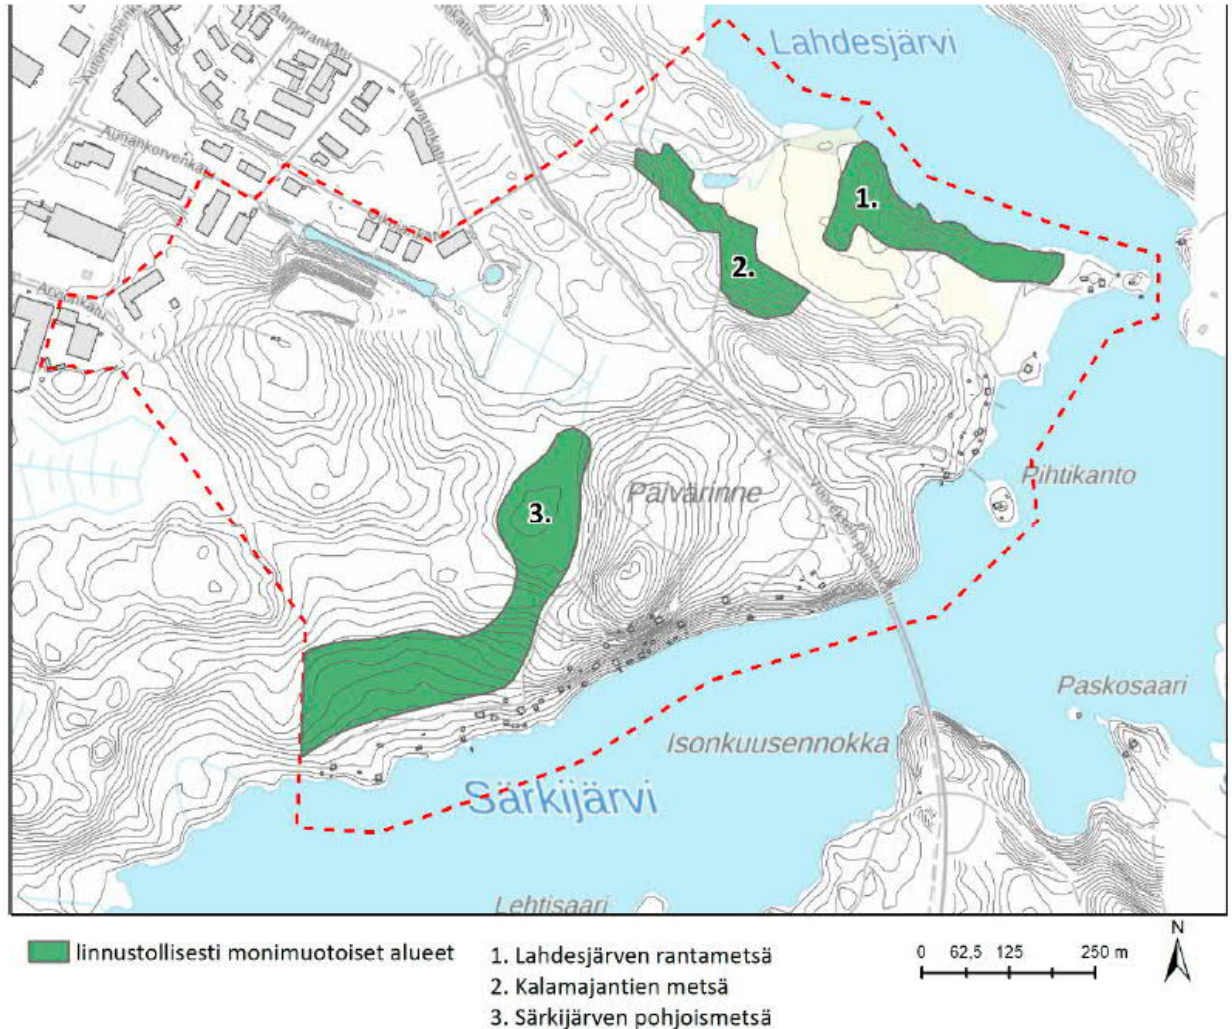 Lahdesjärvi
Aunankorvenkatu
1.
2.
Pihtikanto
Päivärinne
3.
Paskosaari
Isonkuusennokka
Särkijärvi
Lehtisaari
linnustollisesti monimuotoiset alueet
1. Lahdesjärven rantametsä
2. Kalamajantien metsä
3. Särkijärven pohjoismetsä
0 62,5 125 250 m
N